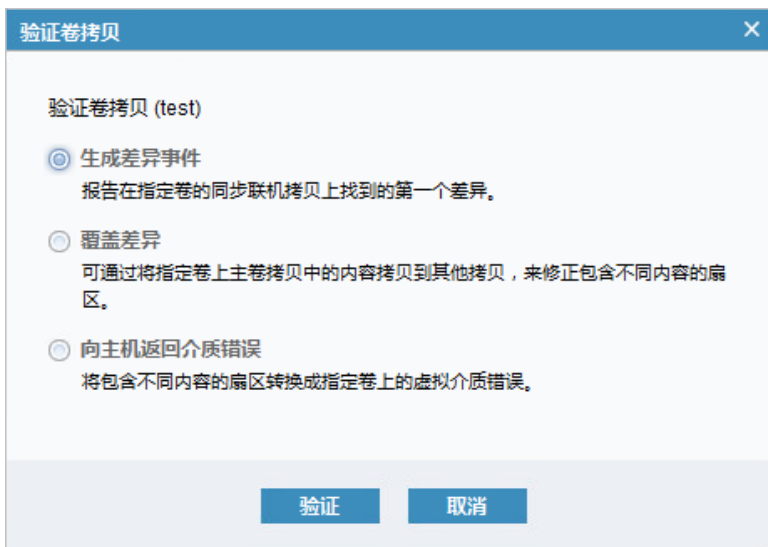 验证卷拷贝
验证卷拷贝 (test)
生成差异事件
报告在指定卷的同步联机拷贝上找到的第一个差异。
覆盖差异
可通过将指定卷上主卷拷贝中的内容拷贝到其他拷贝，来修正包含不同内容的扇
区。
向主机返回介质错误
将包含不同内容的扇区转换成指定卷上的虚拟介质错误。
验证 取消